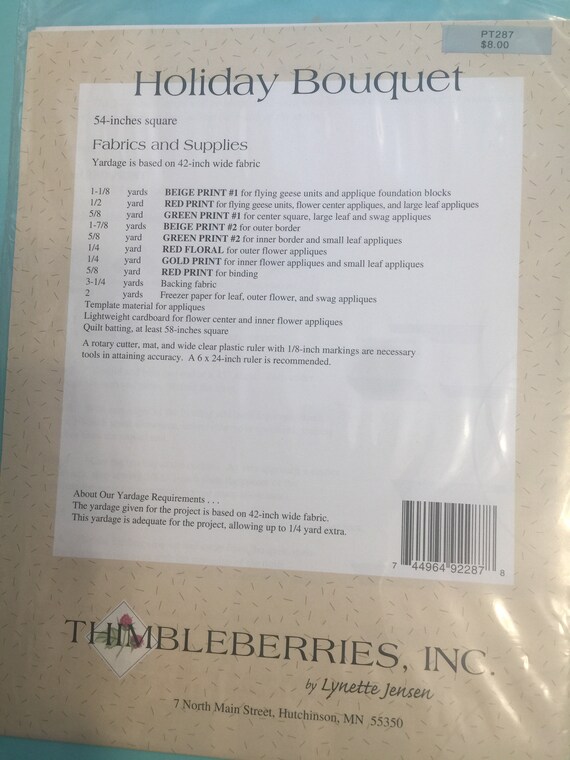 PT287
$8.00
Holiday Bouquet
54-inches square
Fabrics and Supplies
Yardage is based on 42-inch wide fabric
1-1/8 yards BEIGE PRINT #1 for flying geese units and applique foundation blocks
1/2 yard RED PRINT for flying geese units, flower center appliques, and large leaf appliques
5/8 yard GREEN PRINT #1 for center square, large leaf and swag appliques
1-7/8 yards BEIGE PRINT #2 for outer border
5/8 yard GREEN PRINT #2 for inner border and small leaf appliques
1/4 yard RED FLORAL for outer flower appliques
1/4 yard GOLD PRINT for inner flower appliques and small leaf appliques
5/8 yard RED PRINT for binding
3-1/4 yards Backing fabric
2 yards Freezer paper for leaf, outer flower, and swag appliques
Template material for appliques
Lightweight cardboard for flower center and inner flower appliques
Quilt batting, at least 58-inches square
A rotary cutter, mat, and wide clear plastic ruler with 1/8-inch markings are necessary
tools in attaining accuracy. A 6 x 24-inch ruler is recommended.
About Our Yardage Requirements . . .
The yardage given for the project is based on 42-inch wide fabric.
This yardage is adequate for the project, allowing up to 1/4 yard extra.
7 44964 92287 8
THIMBLEBERRIES, INC.
by Lynette Jensen
7 North Main Street, Hutchinson, MN 55350